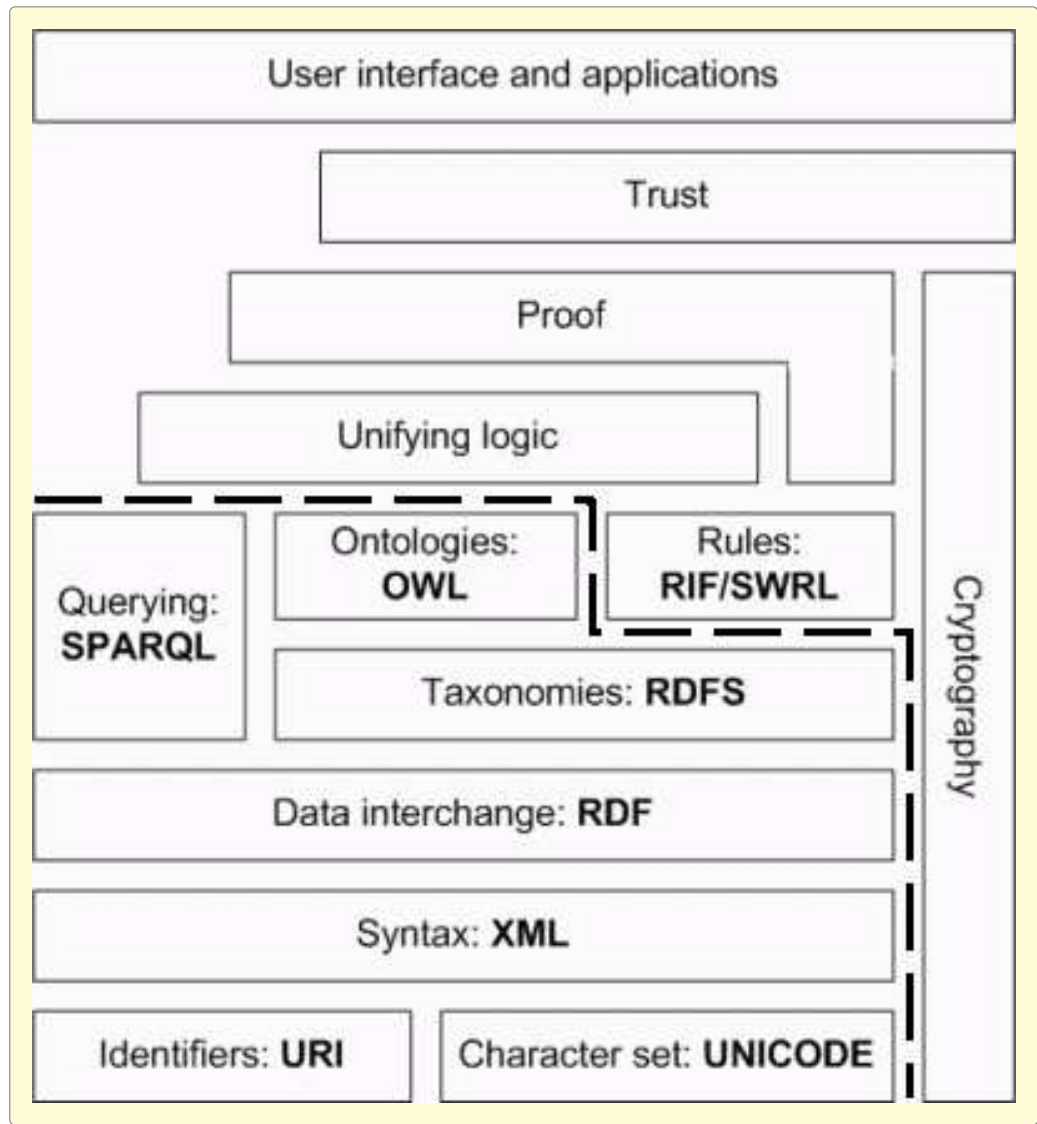 User interface and applications
Trust
Proof
Unifying logic
Querying:
SPARQL
Ontologies:
OWL
Rules:
RIF/SWRL
Taxonomies: RDFS
Cryptography
Data interchange: RDF
Syntax: XML
Identifiers: URI
Character set: UNICODE